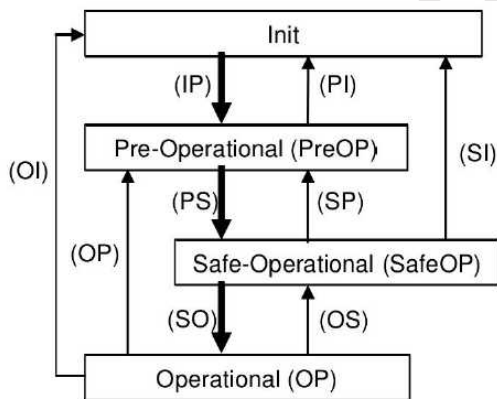 Init
(IP) (PI)
Pre-Operational (PreOP)
(OI) (SI)
(PS) (SP)
(OP)
Safe-Operational (SafeOP)
(SO) (OS)
Operational (OP)